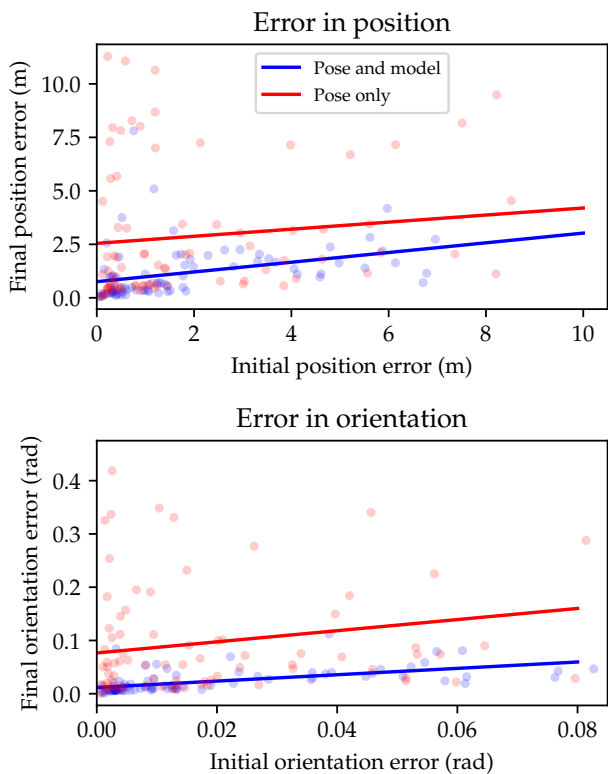 Error in position
Final position error (m)
10.0
7.5
5.0
2.5
0.0
Pose and model
Pose only
0 2 4 6 8 10
Initial position error (m)
Error in orientation
Final orientation error (rad)
0.4
0.3
0.2
0.1
0.0
0.00 0.02 0.04 0.06 0.08
Initial orientation error (rad)